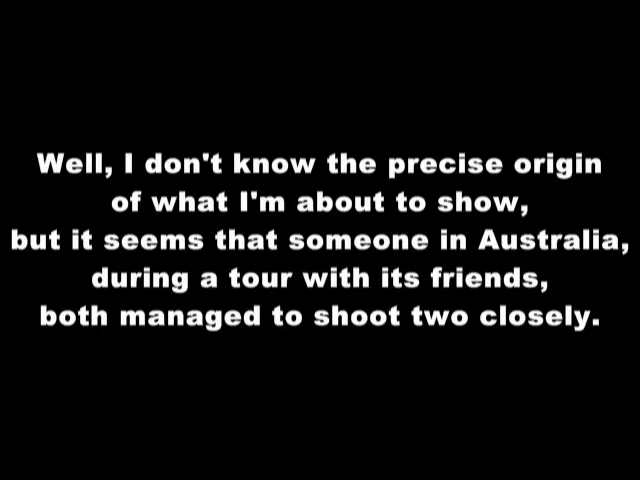 Well, I don't know the precise origin
of what I'm about to show,
but it seems that someone in Australia,
during a tour with its friends,
both managed to shoot two closely.